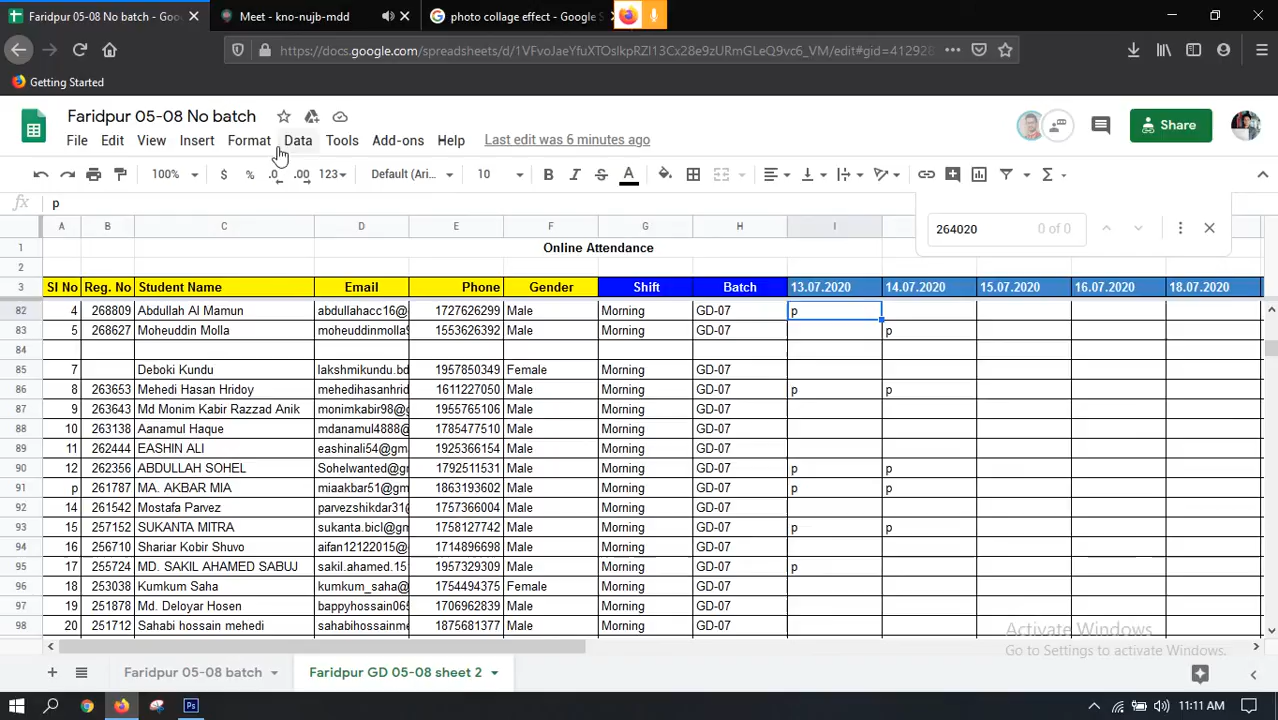 Faridpur 05-08 No batch - Goo
Meet - kno-nujb-mdd
photo collage effect - Google S
https://docs.google.com/spreadsheets/d/
Getting Started
Faridpur 05-08 No batch
Share
File Edit View Insert Format Data Tools Add-ons Help Last edit was 6 minutes ago
100% $ % .0 .00 123 Default (Ari... 10
fx p
264020 0 of 0
A B C D E F G H I
1 Online Attendance
2
3 Sl No Reg. No Student Name Email Phone Gender Shift Batch 13.07.2020 14.07.2020 15.07.2020 16.07.2020 18.07.2020
82 4 268809 Abdullah Al Mamun abdullahacc16@ 1727626299 Male Morning GD-07 p
83 5 268627 Moheuddin Molla moheuddinmolla9 1553626392 Male Morning GD-07 p
84
85 7 Deboki Kundu lakshmikundu.bd 1957850349 Female Morning GD-07
86 8 263653 Mehedi Hasan Hridoy mehedihasanhrid 1611227050 Male Morning GD-07 p p
87 9 263643 Md Monim Kabir Razzad Anik monimkabir98@g 1955765106 Male Morning GD-07
88 10 263138 Aanamul Haque mdanamul4888@ 1785477510 Male Morning GD-07
89 11 262444 EASHIN ALI eashinali54@gm 1925366154 Male Morning GD-07
90 12 262356 ABDULLAH SOHEL Sohelwanted@g 1792511531 Male Morning GD-07 p p
91 p 261787 MA. AKBAR MIA miaakbar51@gm 1863193602 Male Morning GD-07 p p
92 14 261542 Mostafa Parvez parvezshikdar31 1757366004 Male Morning GD-07
93 15 257152 SUKANTA MITRA sukanta.bicl@gr 1758127742 Male Morning GD-07 p p
94 16 256710 Shariar Kobir Shuvo aifan12122015@ 1714896698 Male Morning GD-07
95 17 255724 MD. SAKIL AHAMED SABUJ sakil.ahamed.15 1957329309 Male Morning GD-07 p
96 18 253038 Kumkum Saha kumkum_saha@ 1754494375 Female Morning GD-07
97 19 251878 Md. Deloyar Hosen bappyhossain065 1706962839 Male Morning GD-07
98 20 251712 Sahabi hossain mehedi sahabihossainme 1875681377 Male Morning GD-07
Activate Windows
Go to Settings to activate Windows.
Faridpur 05-08 batch Faridpur GD 05-08 sheet 2
Ps
11:11 AM